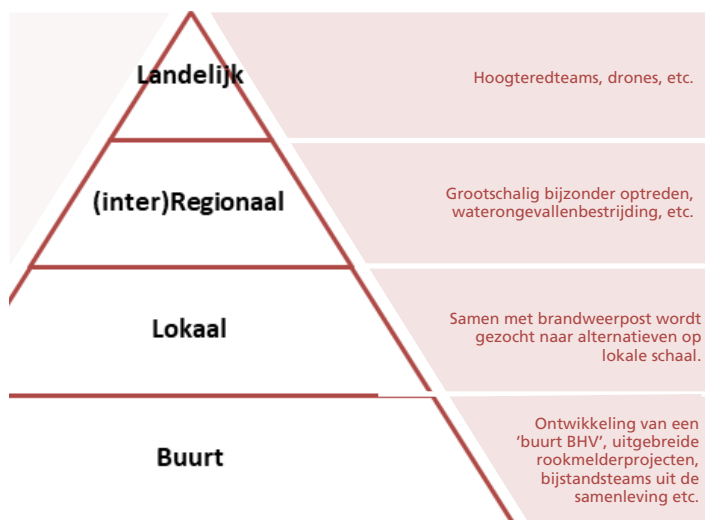 Landelijk
Hoogteredteams, drones, etc.
(inter)Regionaal
Grootschalig bijzonder optreden,
waterongevallenbestrijding, etc.
Lokaal
Samen met brandweerpost wordt
gezocht naar alternatieven op
lokale schaal.
Buurt
Ontwikkeling van een
‘buurt BHV’, uitgebreide
rookmelderprojecten,
bijstandsteams uit de
samenleving etc.